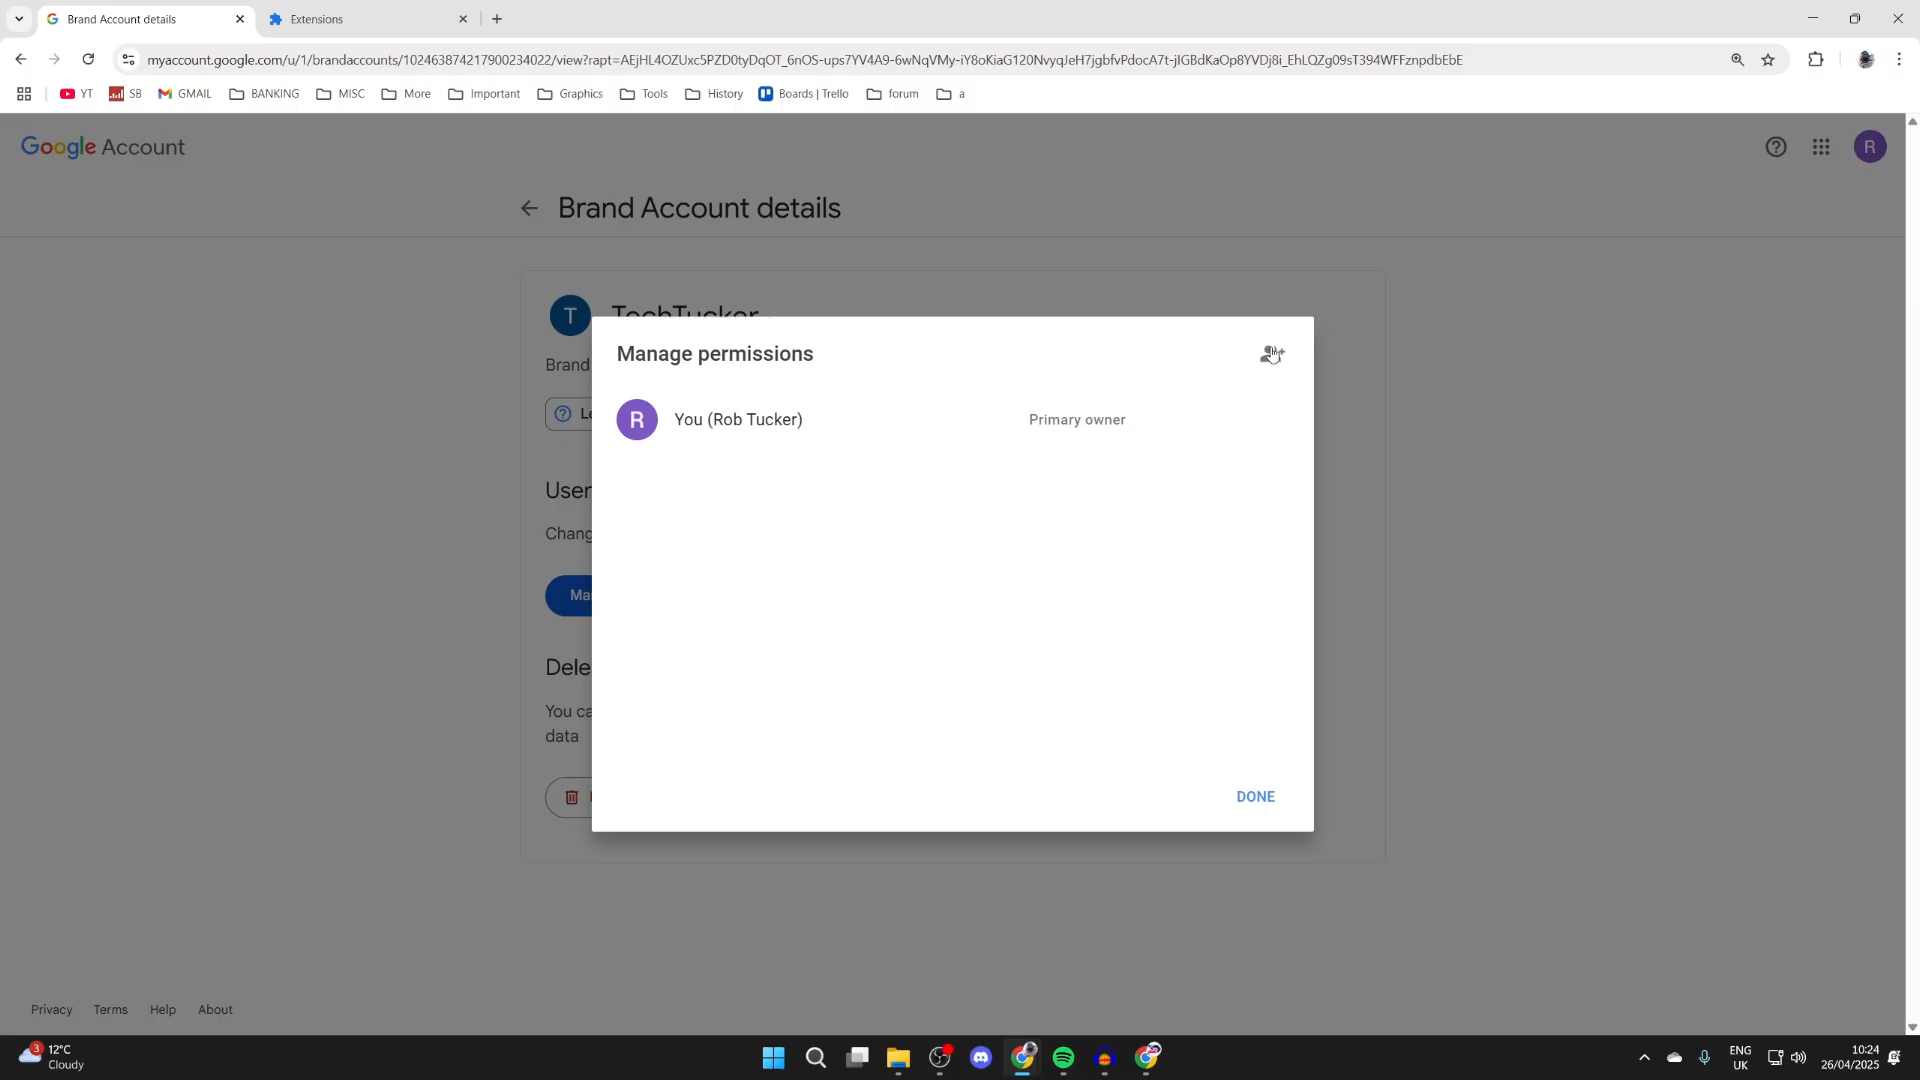 Brand Account details
Extensions
myaccount.google.com/u/1/brandaccounts/102463874217900234022/view?rapt=AEjHL4OZUxc5PZD0tyDqOT_6nOS-ups7YV4A9-6wNqVMy-iY8oKiaG120NvyqJeH7jgbfvPdocA7t-jIGBdKaOp8YVDj8i_EhLQZg09sT394WFFznpdbEbE
YT
SB
GMAIL
BANKING
MISC
More
Important
Graphics
Tools
History
Boards | Trello
forum
a
Google Account
R
Brand Account details
T
TechTucker
Brand
Le
User
Chang
Ma
Dele
You ca
data
Manage permissions
R
You (Rob Tucker)
Primary owner
DONE
Privacy
Terms
Help
About
3
12°C
Cloudy
ENG
UK
10:24
26/04/2025